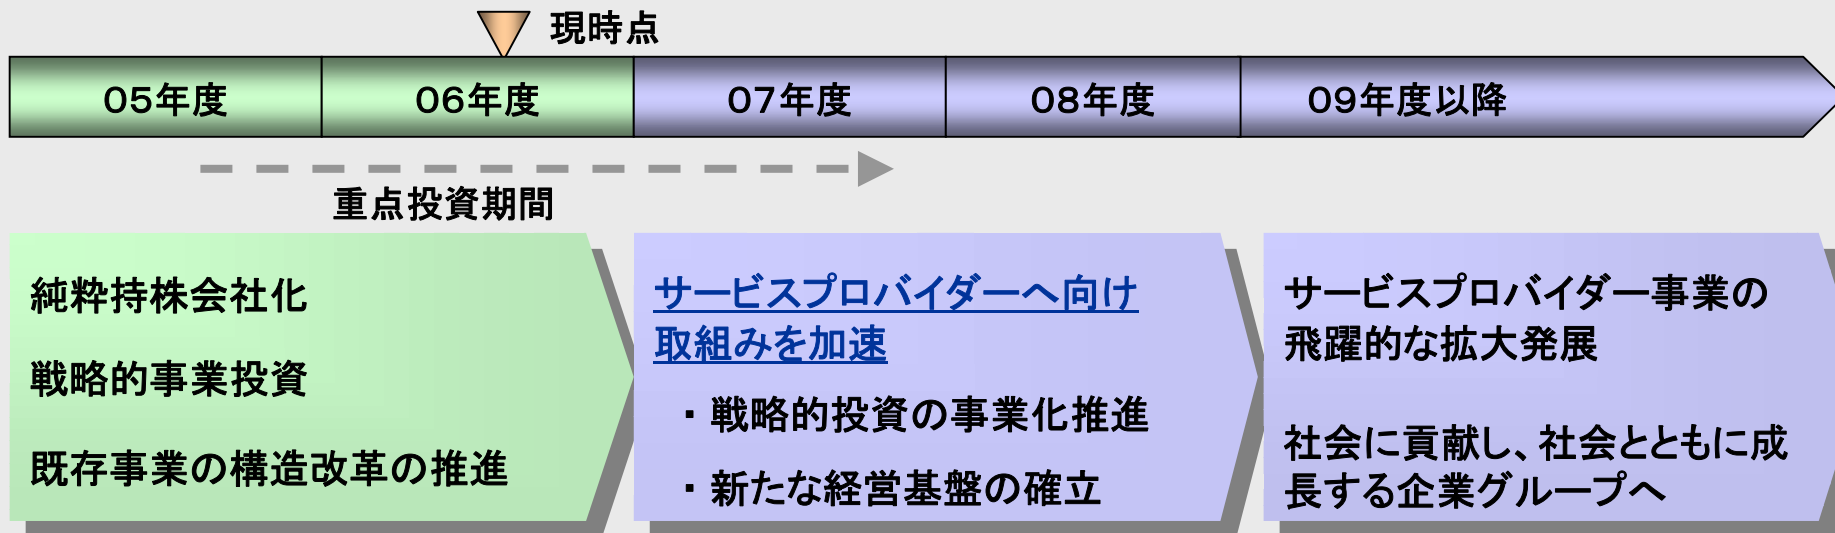 現時点
05年度
06年度
07年度
08年度
09年度以降
重点投資期間
純粋持株会社化
戦略的事業投資
既存事業の構造改革の推進
サービスプロバイダーへ向け
取組みを加速
・戦略的投資の事業化推進
・新たな経営基盤の確立
サービスプロバイダー事業の
飛躍的な拡大発展
社会に貢献し、社会とともに成
長する企業グループへ